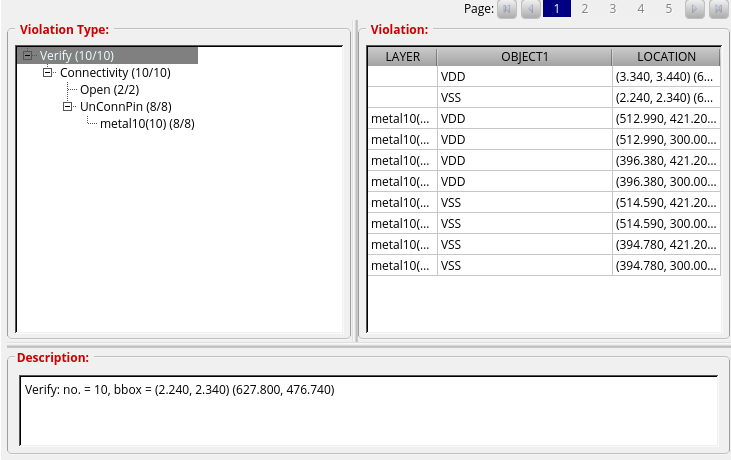 Page: 1 2 3 4 5
Violation Type:
Verify (10/10)
Connectivity (10/10)
Open (2/2)
UnConnPin (8/8)
metal10(10) (8/8)
Violation:
LAYER OBJECT1 LOCATION
VDD (3.340, 3.440) (6...
VSS (2.240, 2.340) (6...
metal10(... VDD (512.990, 421.20...
metal10(... VDD (512.990, 300.00...
metal10(... VDD (396.380, 421.20...
metal10(... VDD (396.380, 300.00...
metal10(... VSS (514.590, 421.20...
metal10(... VSS (514.590, 300.00...
metal10(... VSS (394.780, 421.20...
metal10(... VSS (394.780, 300.00...
Description:
Verify: no. = 10, bbox = (2.240, 2.340) (627.800, 476.740)